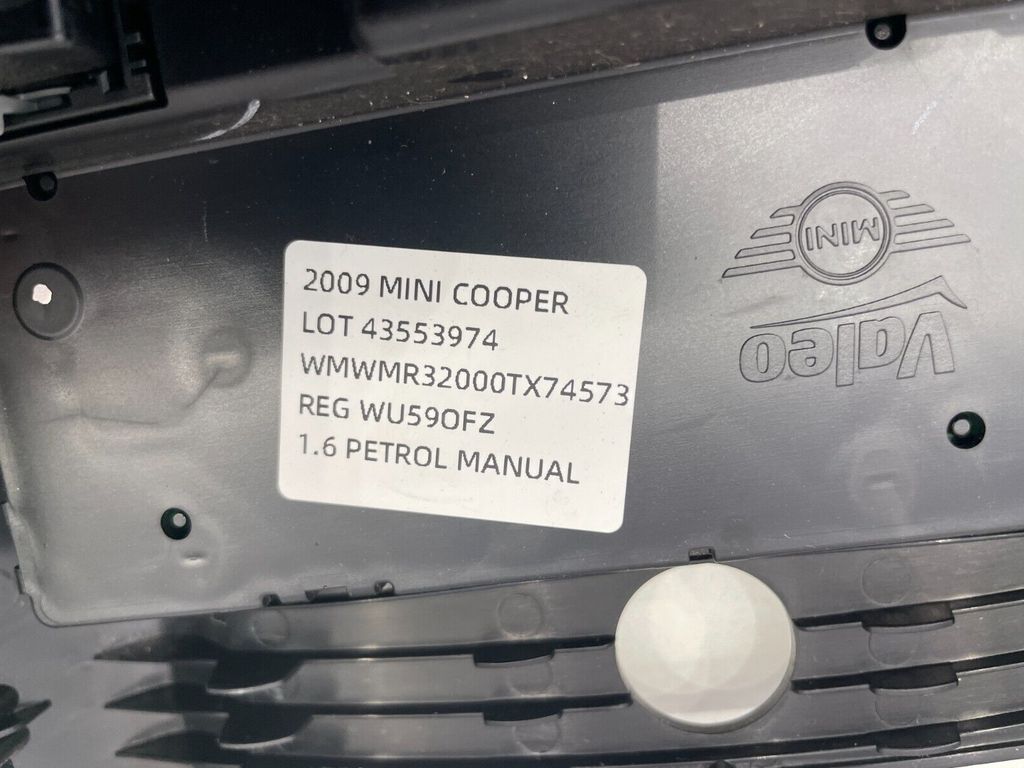 2009 MINI COOPER
LOT 43553974
WMWMR32000TX74573
REG WU59OFZ
1.6 PETROL MANUAL
MINI
Valeo